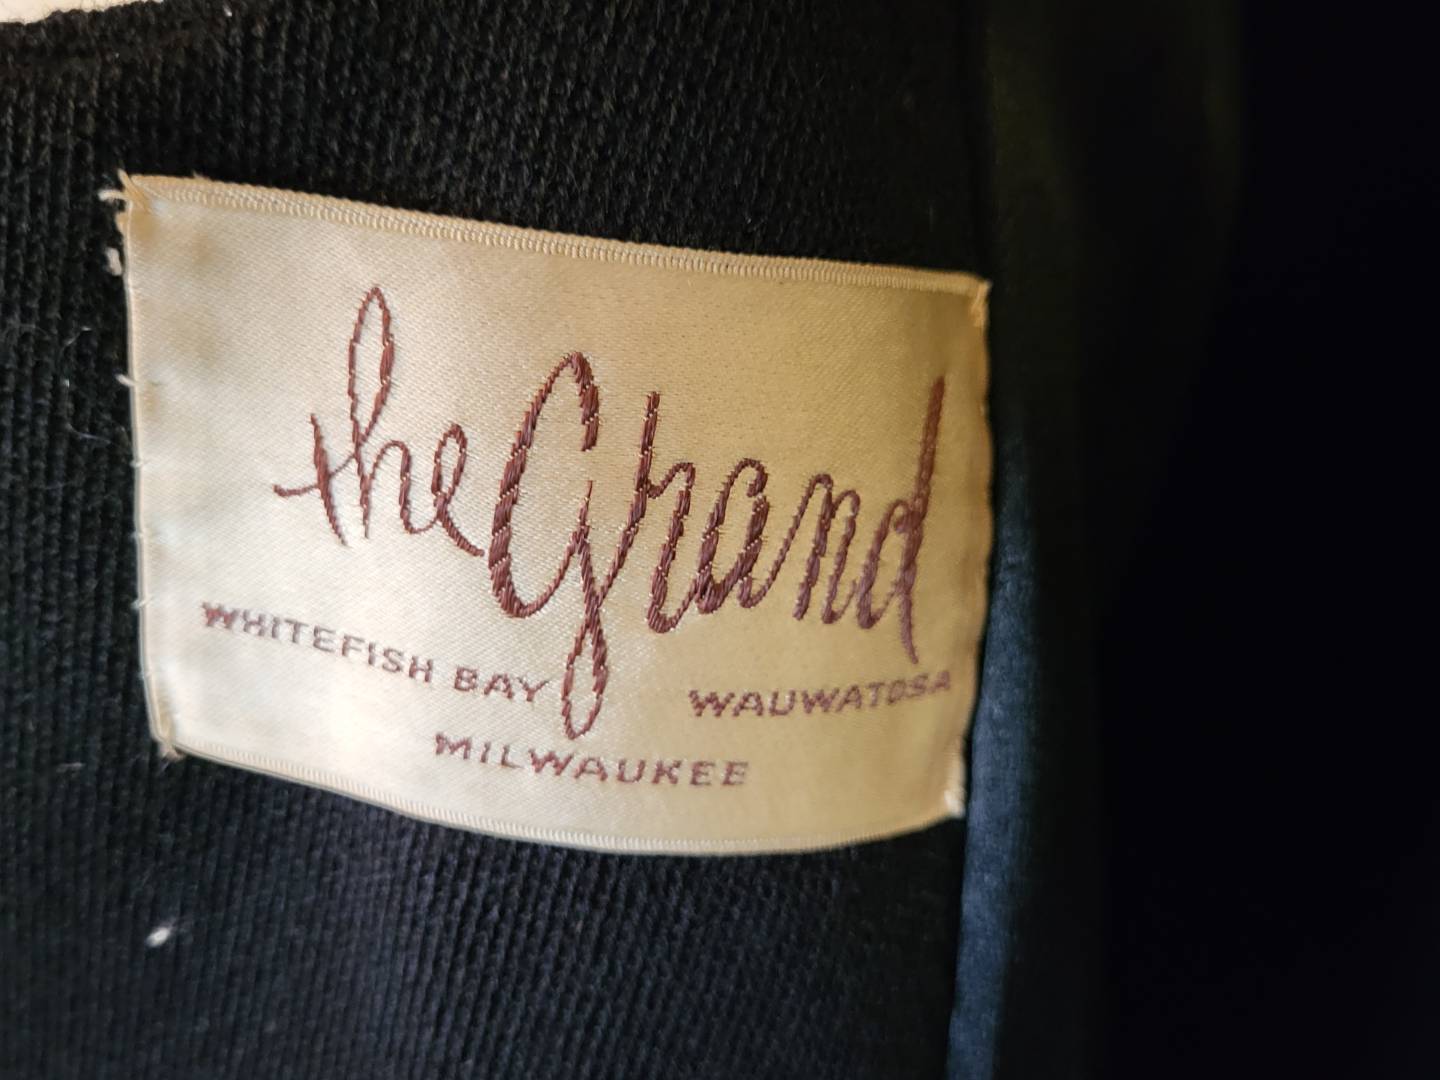 the Grand
WHITEFISH BAY WAUWATOSA
MILWAUKEE